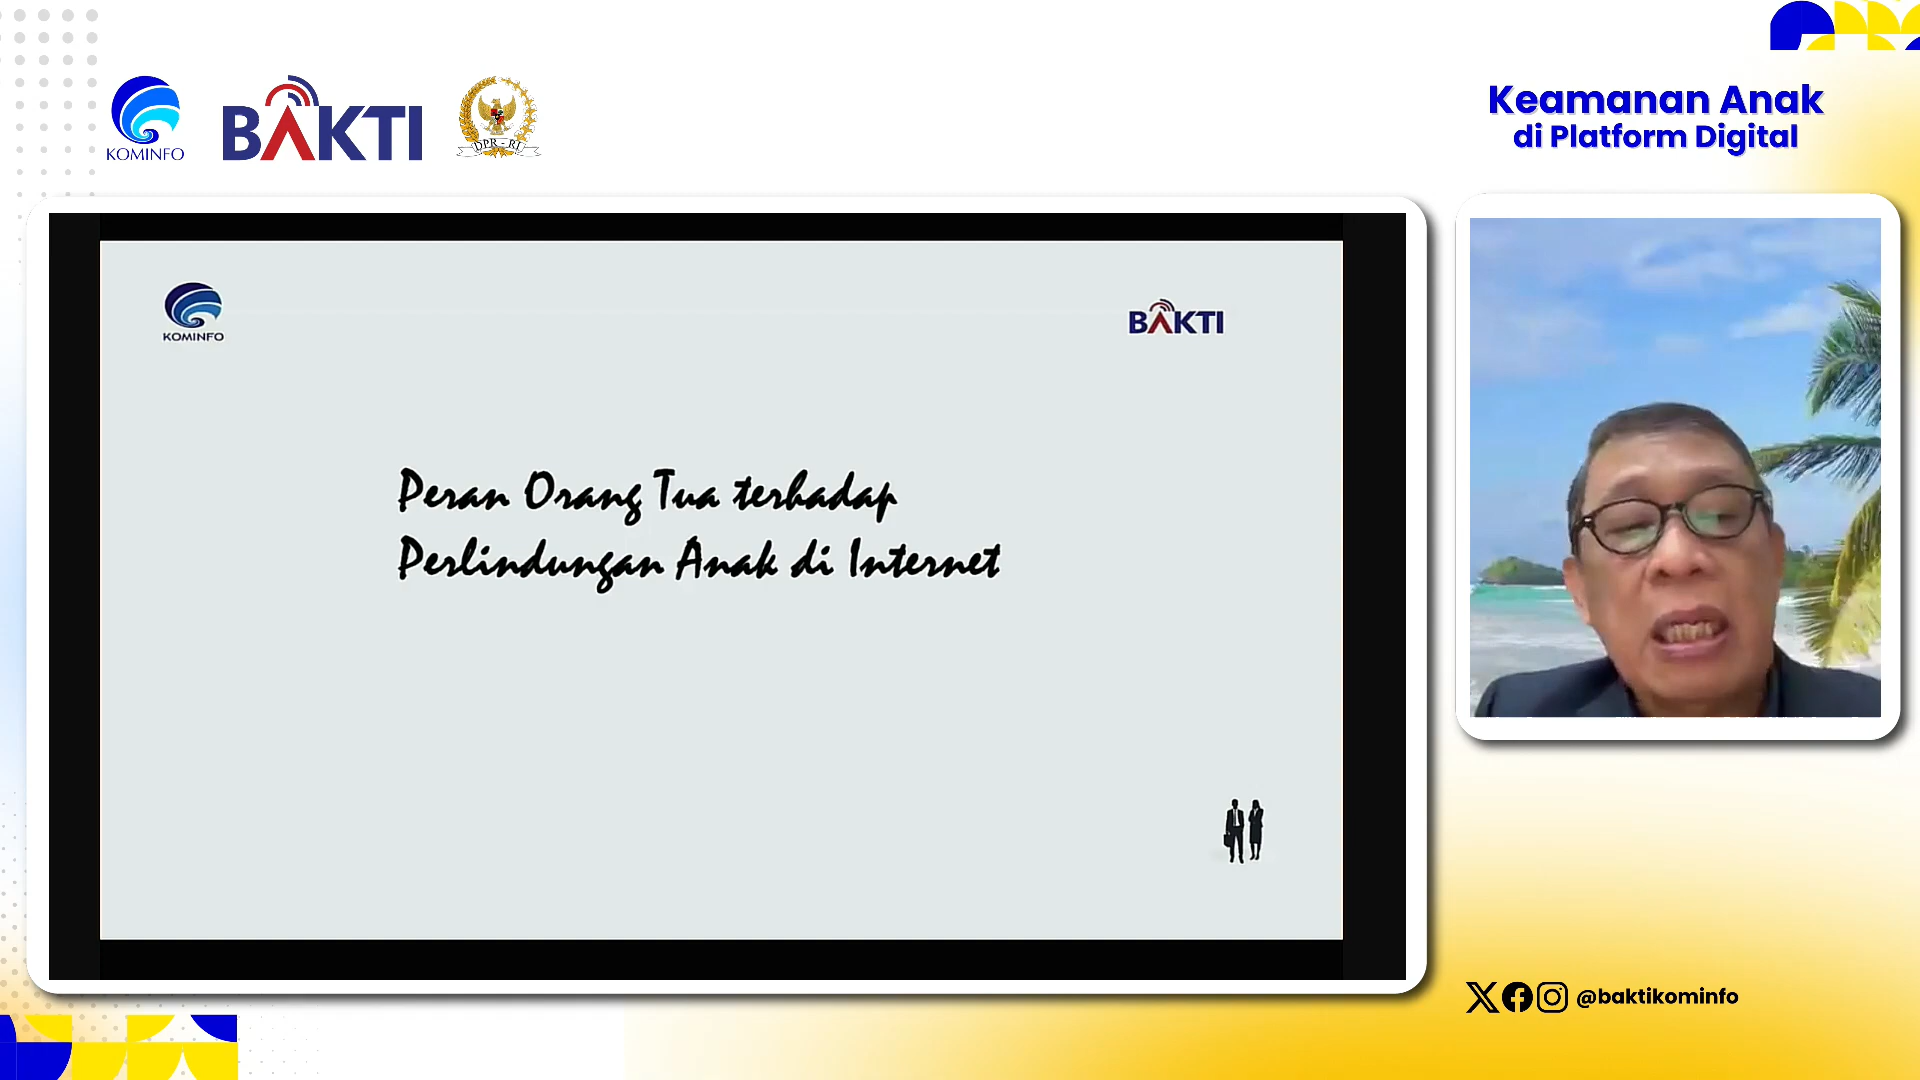 KOMINFO
BAKTI
DPR - RI
Keamanan Anak
di Platform Digital
KOMINFO
BAKTI
Peran Orang Tua terhadap
Perlindungan Anak di Internet
@baktikominfo